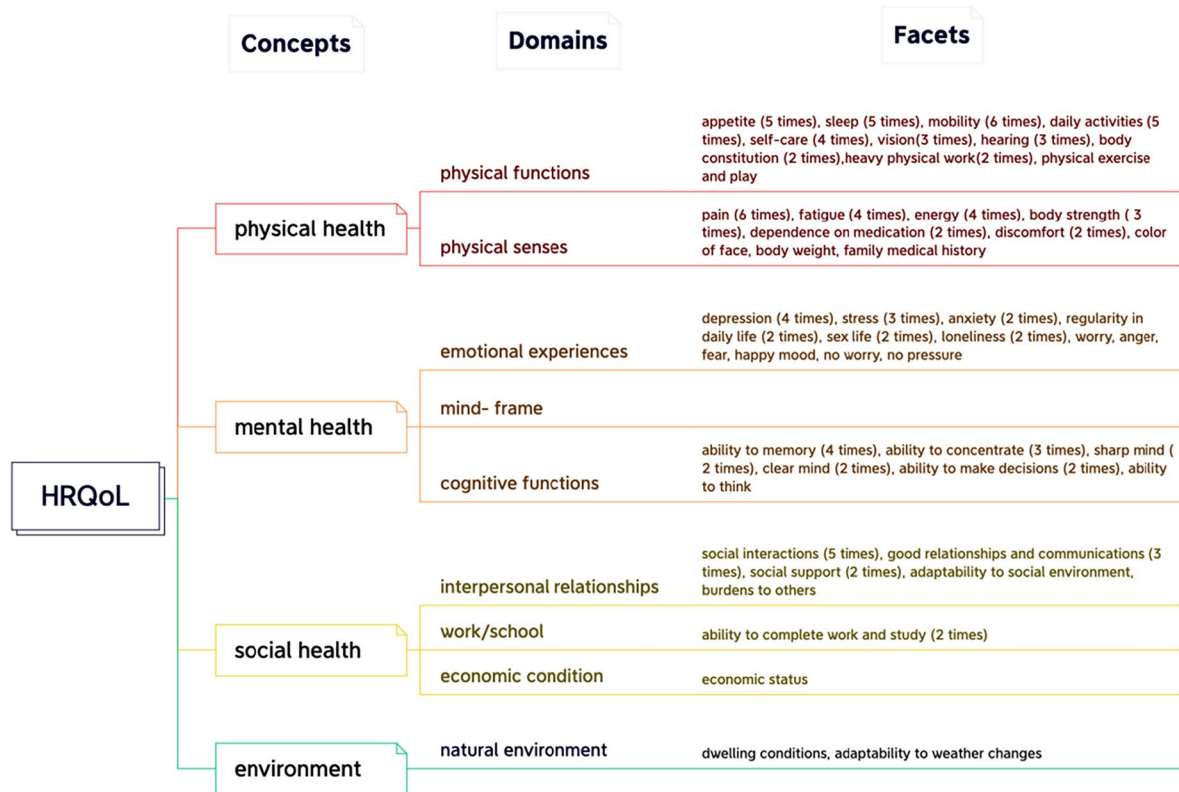 Concepts
Domains
Facets
appetite (5 times), sleep (5 times), mobility (6 times), daily activities (5
times), self-care (4 times), vision(3 times), hearing (3 times), body
constitution (2 times),heavy physical work(2 times), physical exercise
and play
physical functions
physical health
pain (6 times), fatigue (4 times), energy (4 times), body strength ( 3
times), dependence on medication (2 times), discomfort (2 times), color
of face, body weight, family medical history
physical senses
depression (4 times), stress (3 times), anxiety (2 times), regularity in
daily life (2 times), sex life (2 times), loneliness (2 times), worry, anger,
fear, happy mood, no worry, no pressure
emotional experiences
mind- frame
mental health
ability to memory (4 times), ability to concentrate (3 times), sharp mind (
2 times), clear mind (2 times), ability to make decisions (2 times), ability
to think
cognitive functions
HRQoL
social interactions (5 times), good relationships and communications (3
times), social support (2 times), adaptability to social environment,
burdens to others
interpersonal relationships
work/school
ability to complete work and study (2 times)
social health
economic condition
economic status
natural environment
dwelling conditions, adaptability to weather changes
environment